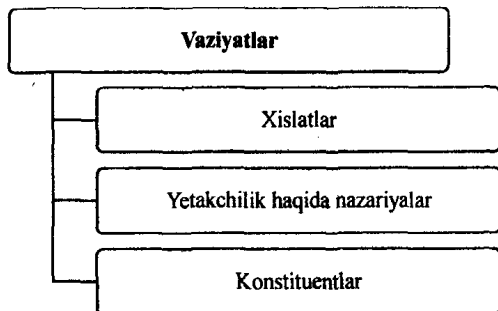 Vaziyatlar
Xislatlar
Yetakchilik haqida nazariyalar
Konstituentlar